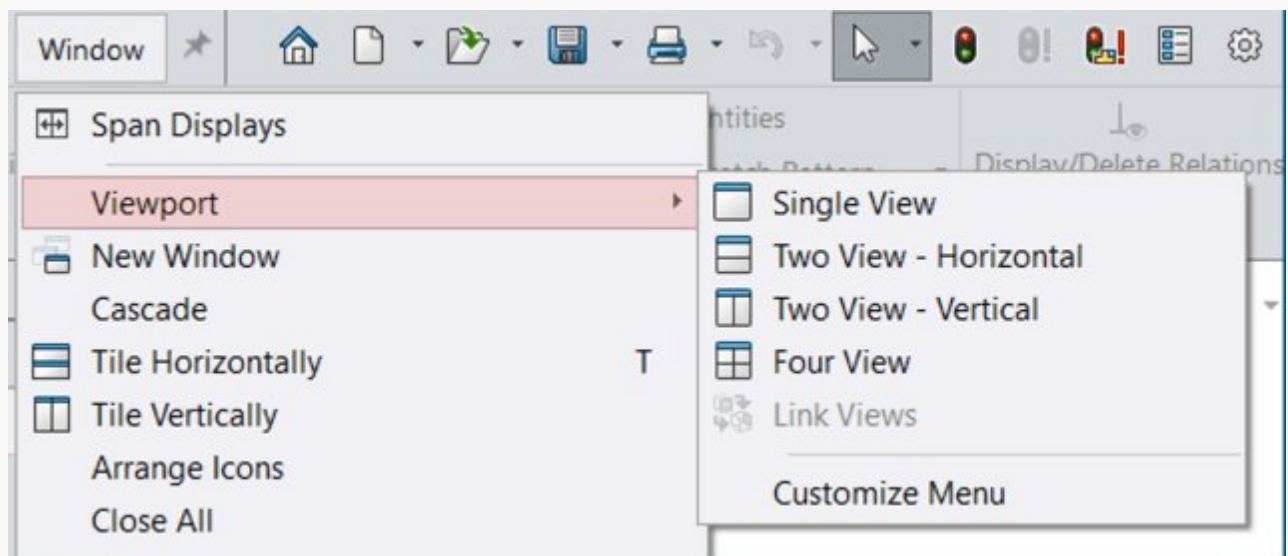 Window
Span Displays
ntities
Display/Delete Relations
Viewport
New Window
Cascade
Tile Horizontally T
Tile Vertically
Arrange Icons
Close All
Single View
Two View - Horizontal
Two View - Vertical
Four View
Link Views
Customize Menu